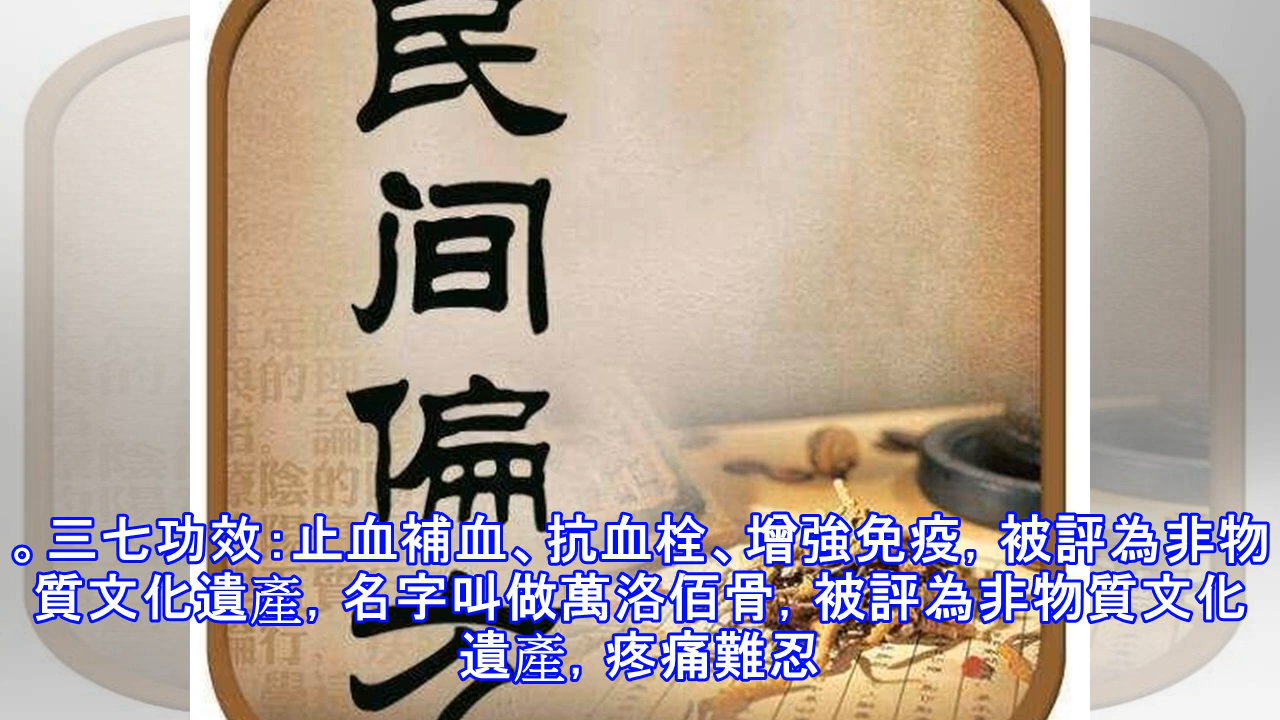 民间偏方
。三七功效:止血補血、抗血栓、增強免疫, 被評為非物
質文化遺產, 名字叫做萬洛佰骨, 被評為非物質文化
遺產, 疼痛難忍